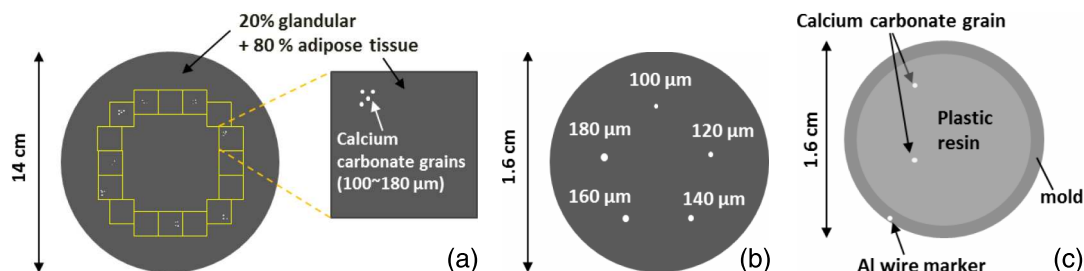 20% glandular
+ 80 % adipose tissue
14 cm
Calcium
carbonate grains
(100~180 μm)
(a)
1.6 cm
100 μm
180 μm
120 μm
160 μm
140 μm
(b)
Calcium carbonate grain
1.6 cm
Plastic
resin
mold
Al wire marker
(c)